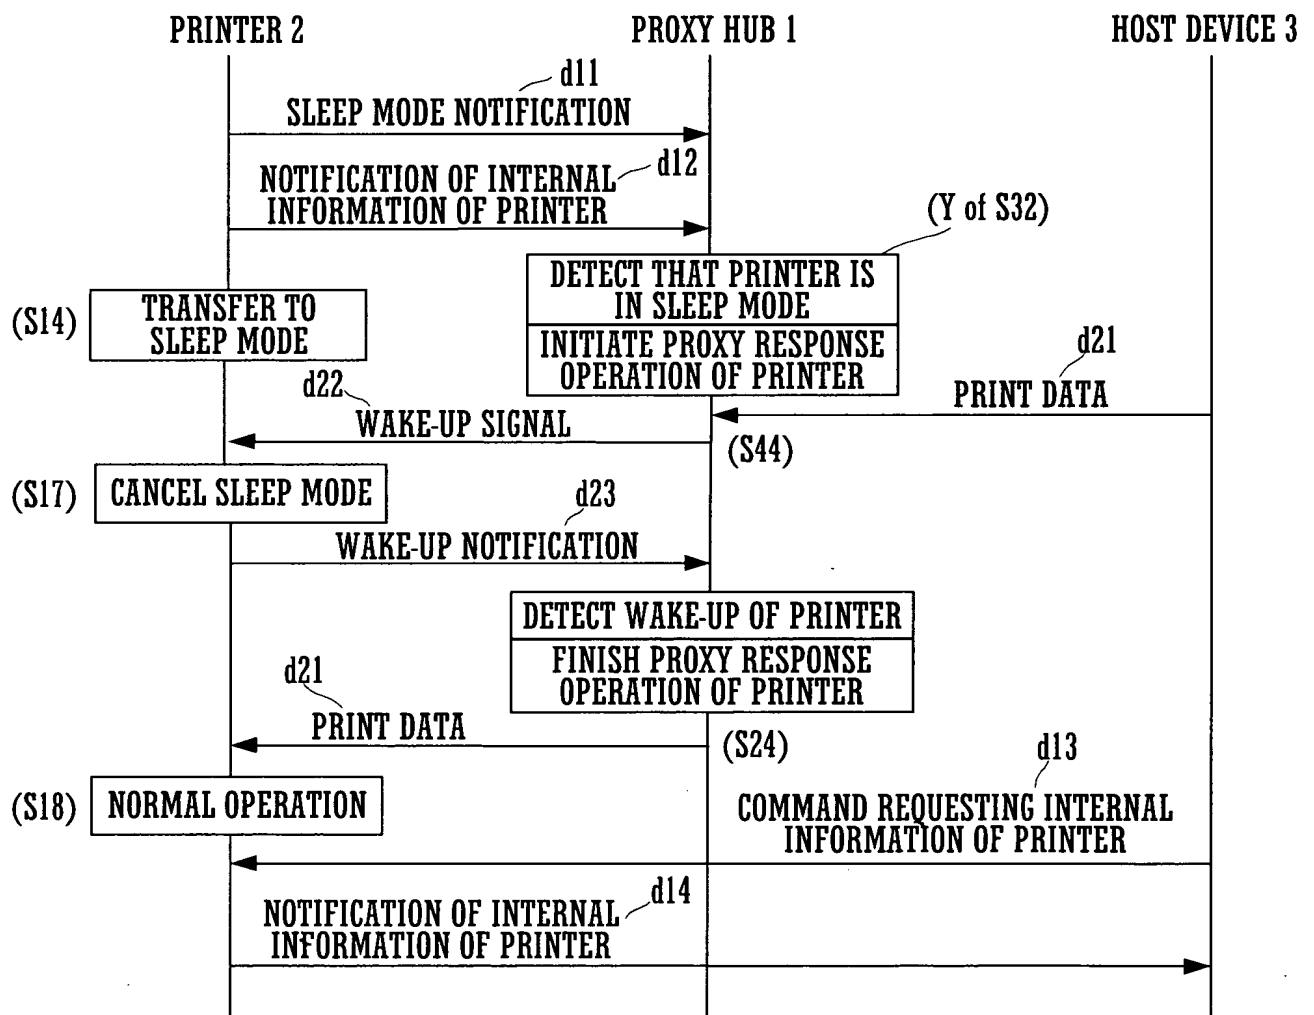 PRINTER 2
PROXY HUB 1
HOST DEVICE 3
d11
SLEEP MODE NOTIFICATION
d12
NOTIFICATION OF INTERNAL
INFORMATION OF PRINTER
(Y of S32)
DETECT THAT PRINTER IS
IN SLEEP MODE
(S14)
TRANSFER TO
SLEEP MODE
INITIATE PROXY RESPONSE
OPERATION OF PRINTER
d21
PRINT DATA
d22
WAKE-UP SIGNAL
(S44)
(S17)
CANCEL SLEEP MODE
d23
WAKE-UP NOTIFICATION
DETECT WAKE-UP OF PRINTER
FINISH PROXY RESPONSE
OPERATION OF PRINTER
d21
PRINT DATA
(S24)
d13
(S18)
NORMAL OPERATION
COMMAND REQUESTING INTERNAL
INFORMATION OF PRINTER
d14
NOTIFICATION OF INTERNAL
INFORMATION OF PRINTER